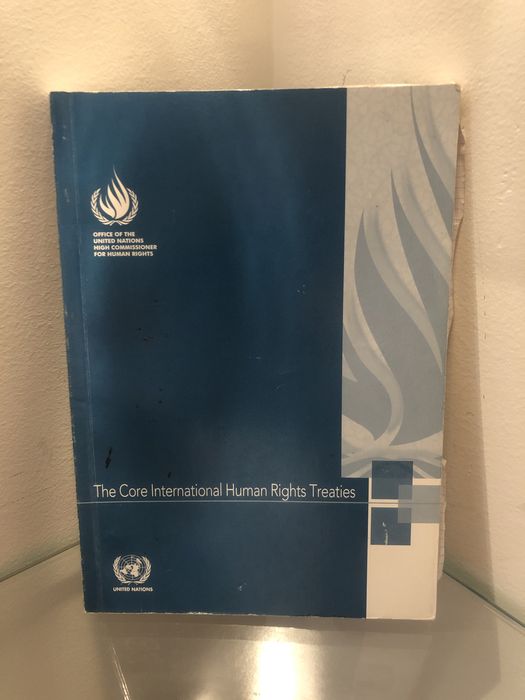 OFFICE OF THE
UNITED NATIONS
HIGH COMMISSIONER
FOR HUMAN RIGHTS
The Core International Human Rights Treaties
UNITED NATIONS